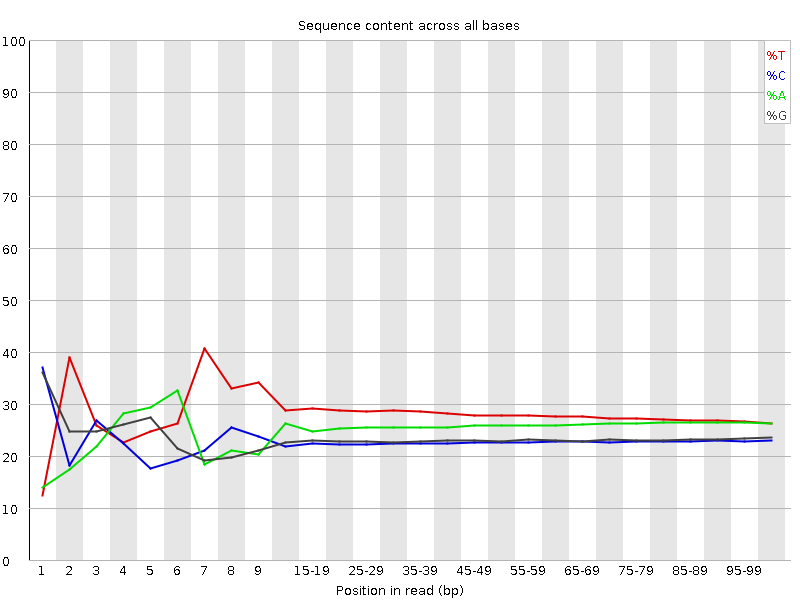 Sequence content across all bases
100
90
80
70
60
50
40
30
20
10
0
%T
%C
%A
%G
1 2 3 4 5 6 7 8 9 15-19 25-29 35-39 45-49 55-59 65-69 75-79 85-89 95-99
Position in read (bp)